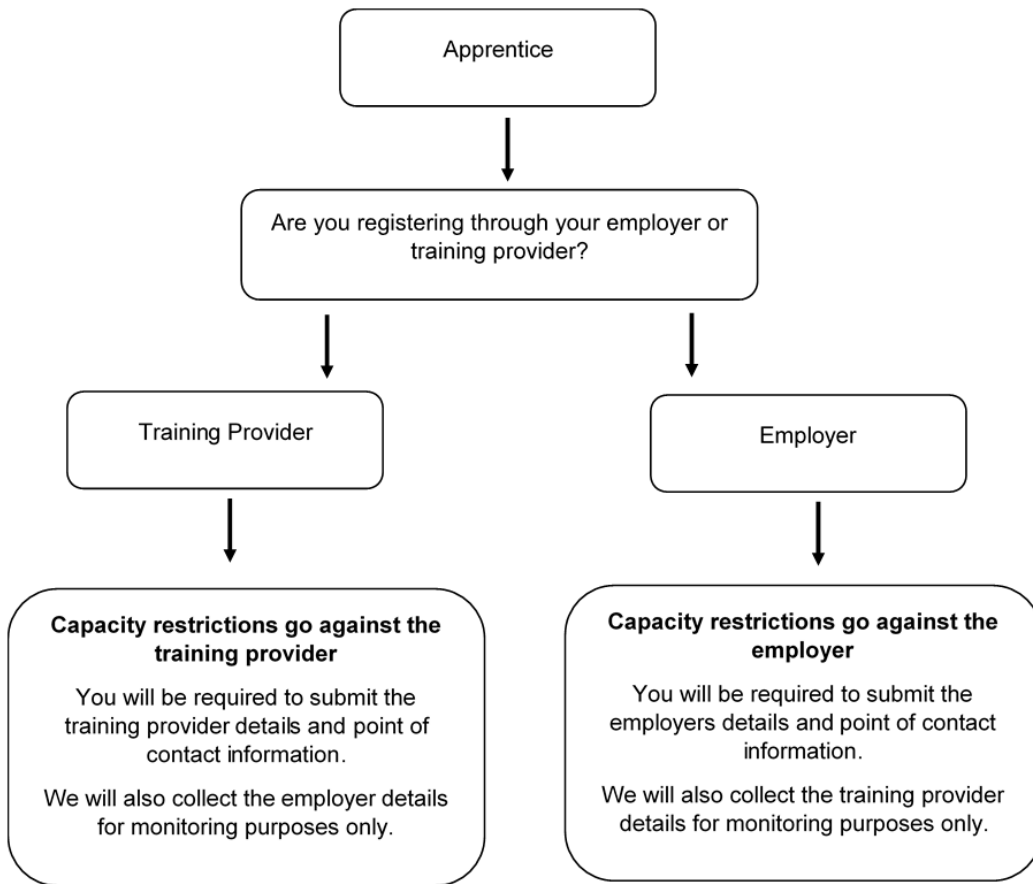 Apprentice
Are you registering through your employer or
training provider?
Training Provider
Employer
Capacity restrictions go against the
training provider
You will be required to submit the
training provider details and point of
contact information.
We will also collect the employer details
for monitoring purposes only.
Capacity restrictions go against the
employer
You will be required to submit the
employers details and point of contact
information.
We will also collect the training provider
details for monitoring purposes only.